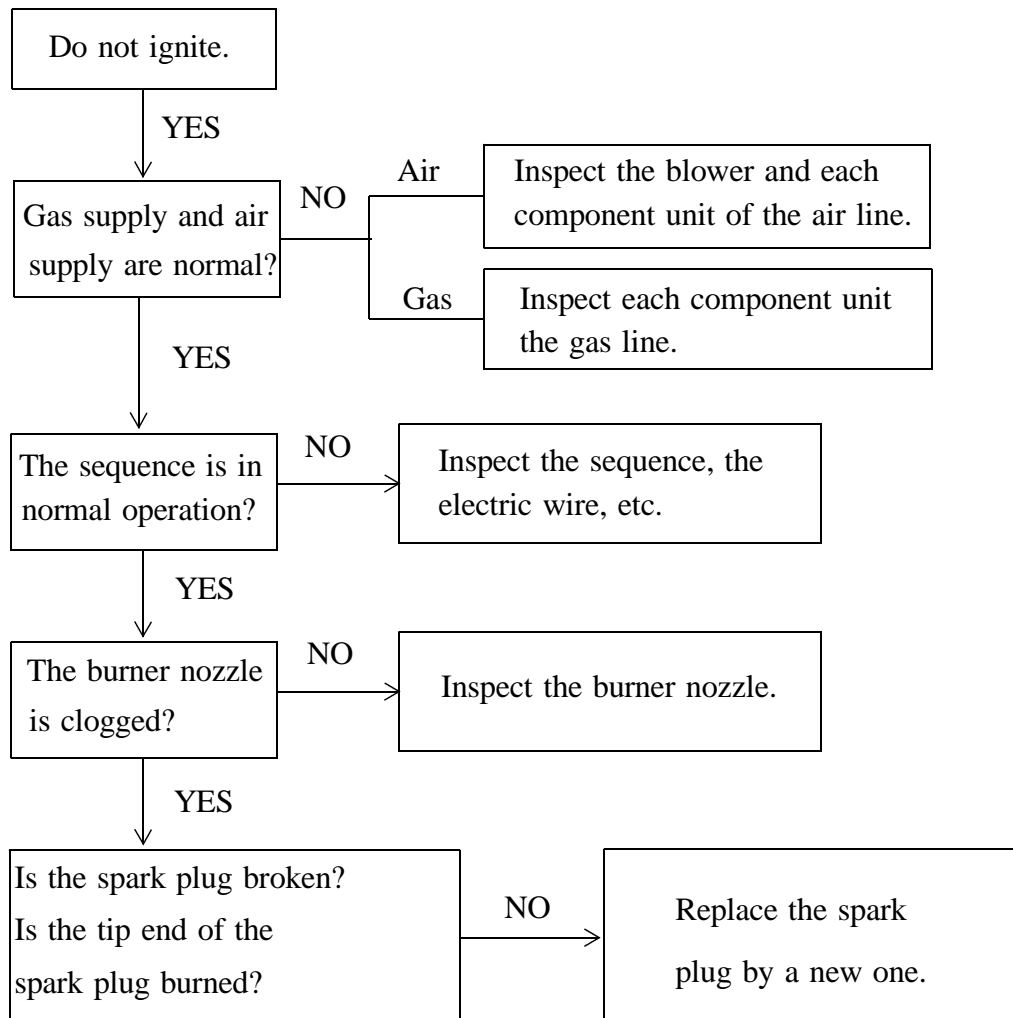 Do not ignite.
YES
Gas supply and air
supply are normal?
NO
Air
Inspect the blower and each
component unit of the air line.
Gas
Inspect each component unit
the gas line.
YES
The sequence is in
normal operation?
NO
Inspect the sequence, the
electric wire, etc.
YES
The burner nozzle
is clogged?
NO
Inspect the burner nozzle.
YES
Is the spark plug broken?
Is the tip end of the
spark plug burned?
NO
Replace the spark
plug by a new one.